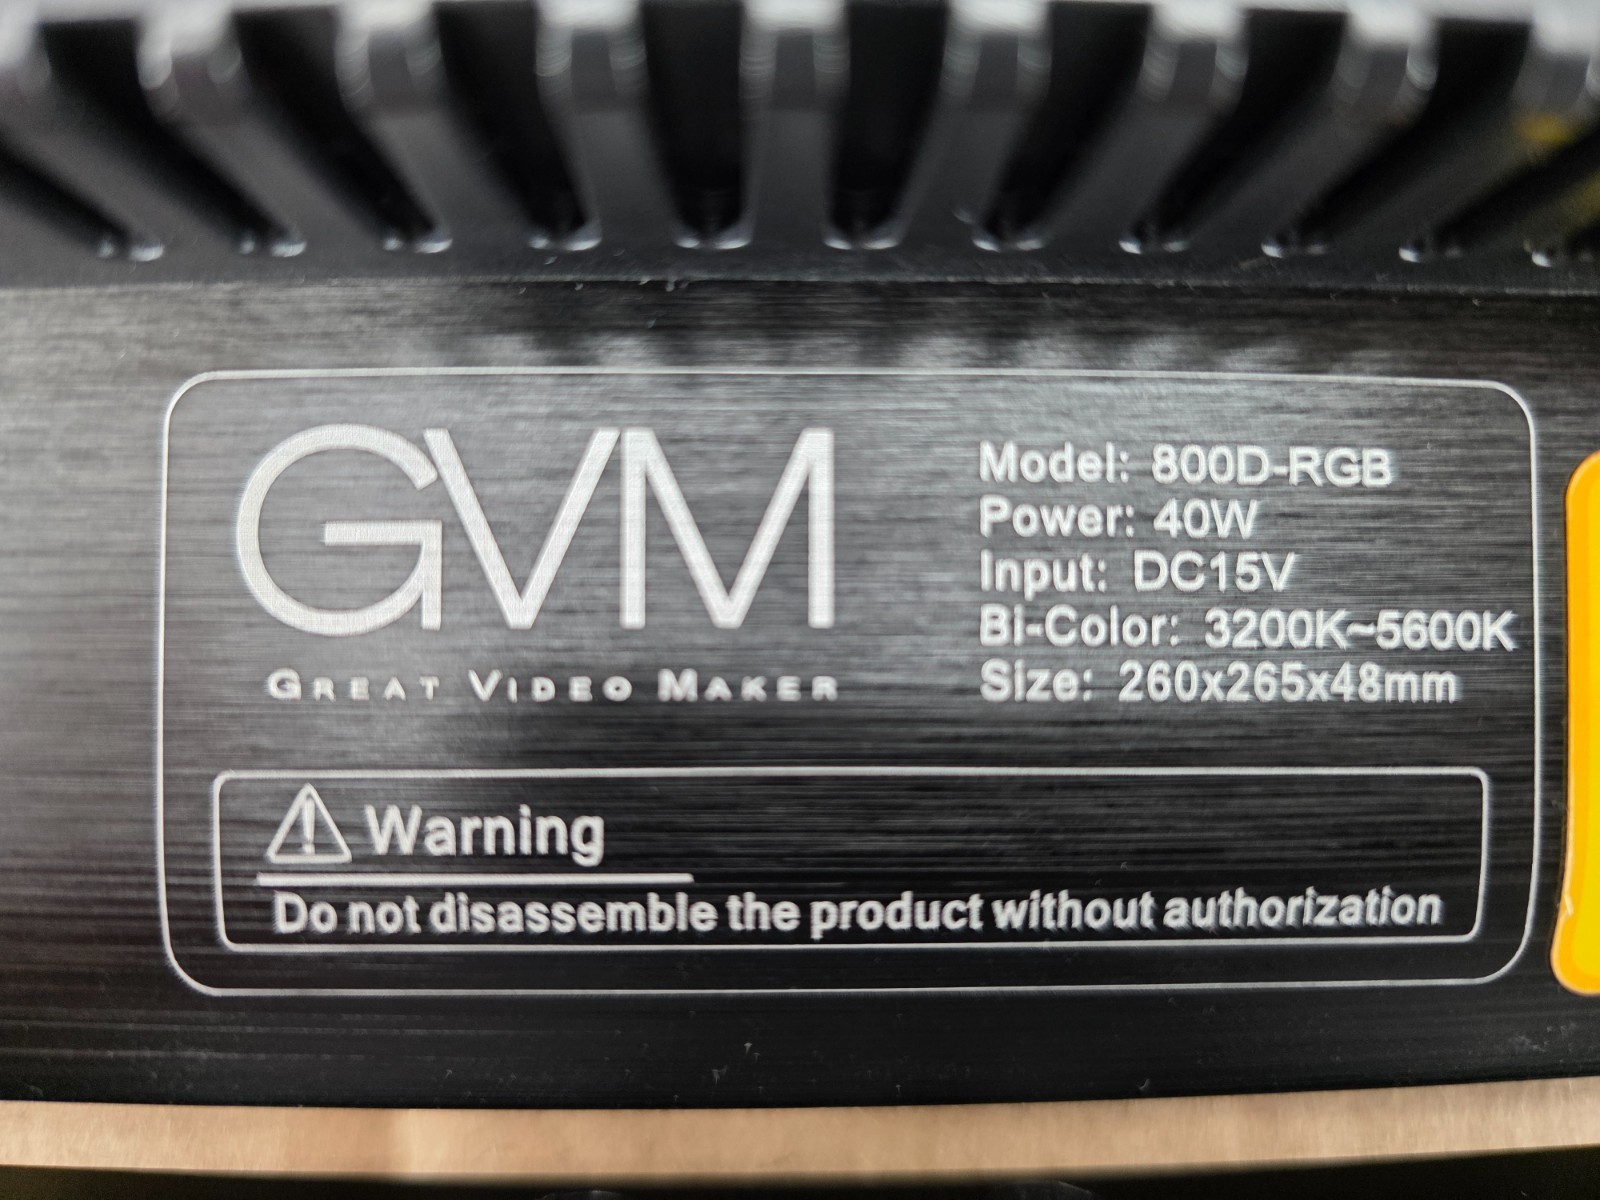 GVM
GREAT VIDEO MAKER
Model: 800D-RGB
Power: 40W
Input: DC15V
Bi-Color: 3200K~5600K
Size: 260x265x48mm
Warning
Do not disassemble the product without authorization